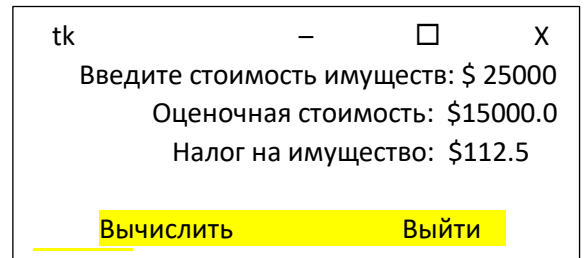 tk – □ X
Введите стоимость имуществ: $ 25000
Оценочная стоимость: $15000.0
Налог на имущество: $112.5
Вычислить Выйти